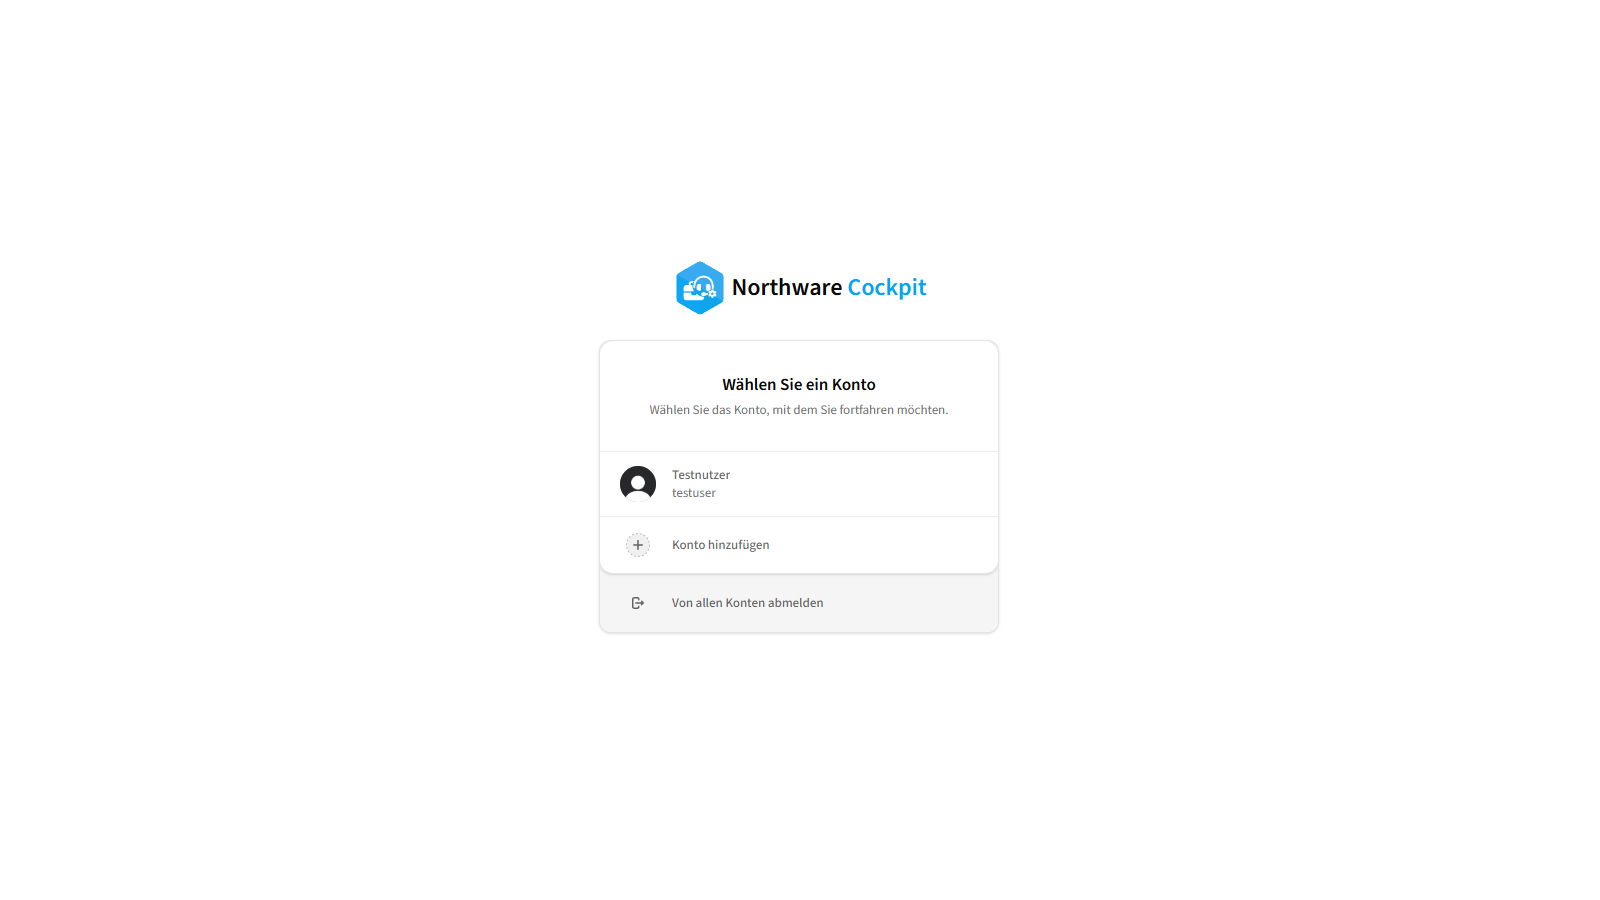 Northware Cockpit
Wählen Sie ein Konto
Wählen Sie das Konto, mit dem Sie fortfahren möchten.
Testnutzer
testuser
Konto hinzufügen
Von allen Konten abmelden